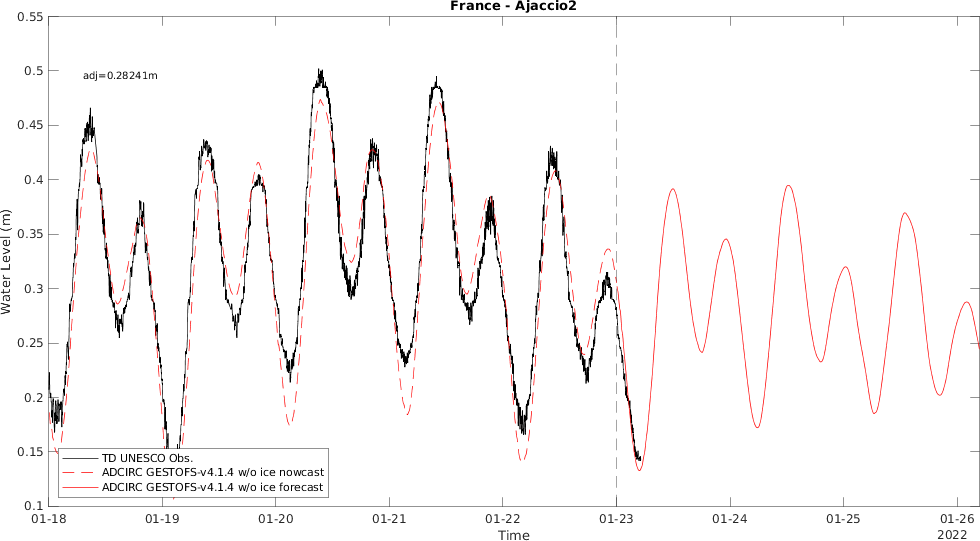 France - Ajaccio2
0.55
0.5
0.45
0.4
0.35
0.3
0.25
0.2
0.15
0.1
Water Level (m)
adj=0.28241m
TD UNESCO Obs.
ADCIRC GESTOFS-v4.1.4 w/o ice nowcast
ADCIRC GESTOFS-v4.1.4 w/o ice forecast
01-18 01-19 01-20 01-21 01-22 01-23 01-24 01-25 01-26
Time
2022